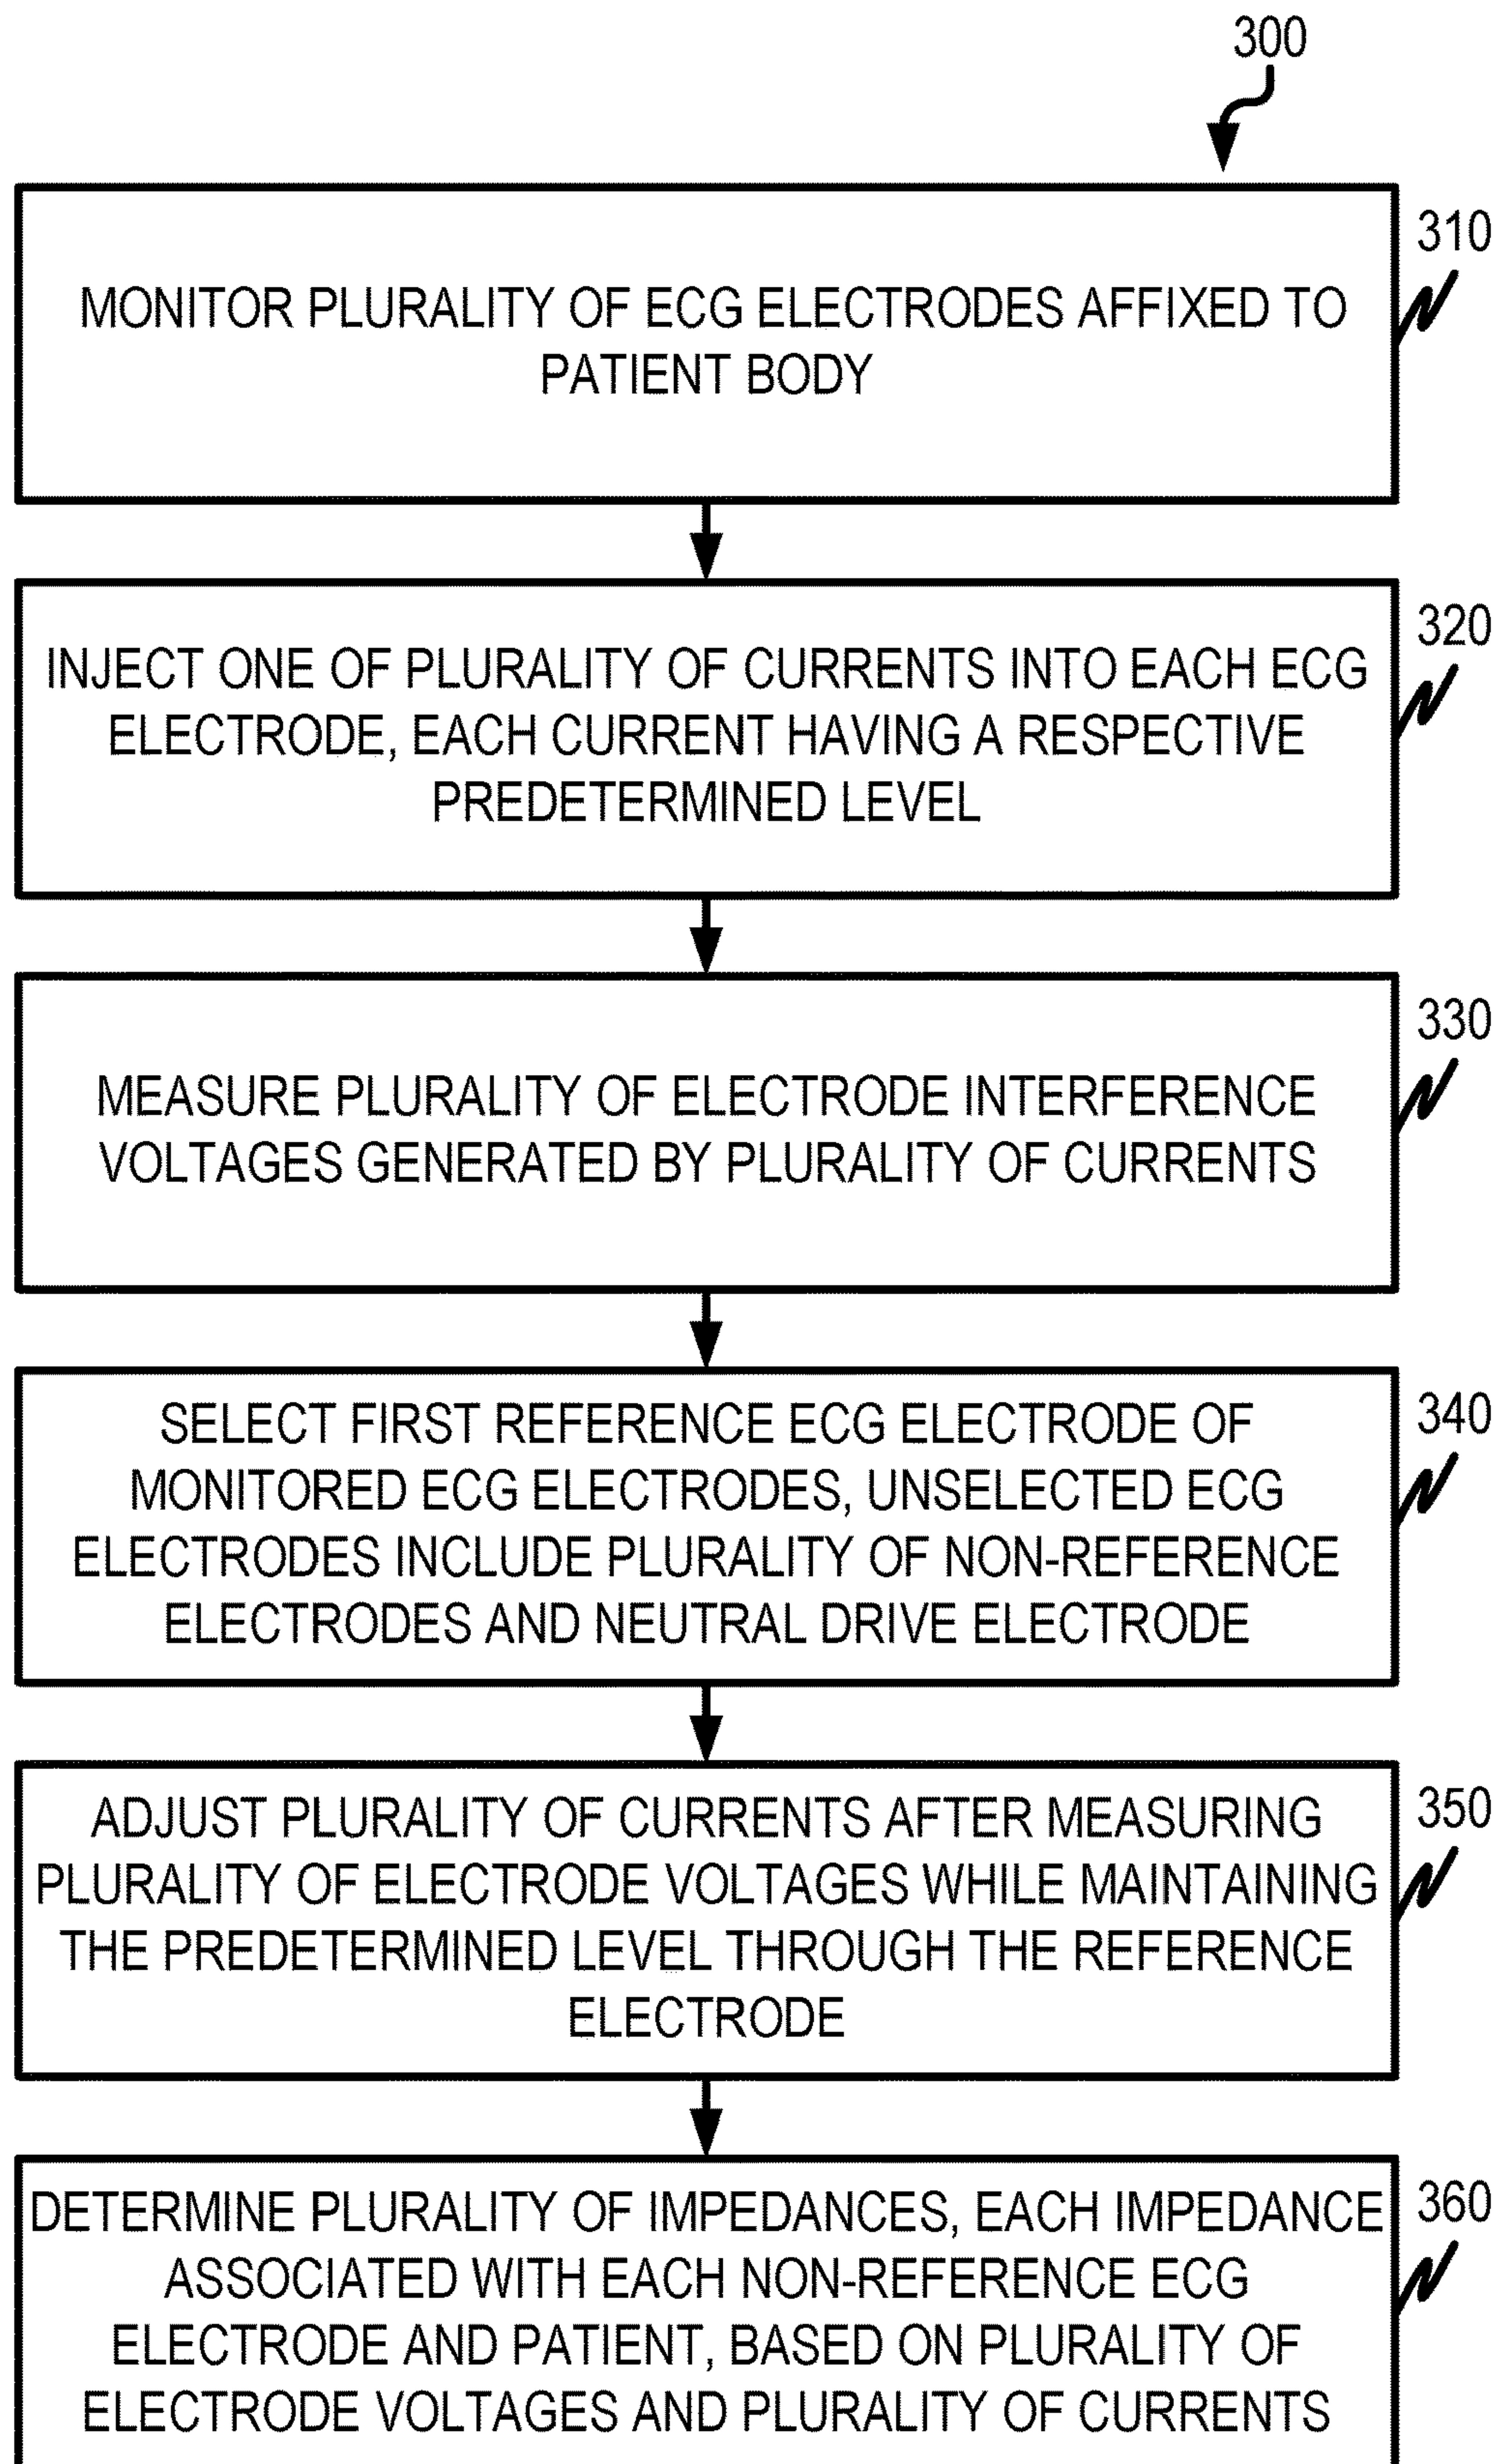 300
310
MONITOR PLURALITY OF ECG ELECTRODES AFFIXED TO
PATIENT BODY
320
INJECT ONE OF PLURALITY OF CURRENTS INTO EACH ECG
ELECTRODE, EACH CURRENT HAVING A RESPECTIVE
PREDETERMINED LEVEL
330
MEASURE PLURALITY OF ELECTRODE INTERFERENCE
VOLTAGES GENERATED BY PLURALITY OF CURRENTS
340
SELECT FIRST REFERENCE ECG ELECTRODE OF
MONITORED ECG ELECTRODES, UNSELECTED ECG
ELECTRODES INCLUDE PLURALITY OF NON-REFERENCE
ELECTRODES AND NEUTRAL DRIVE ELECTRODE
350
ADJUST PLURALITY OF CURRENTS AFTER MEASURING
PLURALITY OF ELECTRODE VOLTAGES WHILE MAINTAINING
THE PREDETERMINED LEVEL THROUGH THE REFERENCE
ELECTRODE
360
DETERMINE PLURALITY OF IMPEDANCES, EACH IMPEDANCE
ASSOCIATED WITH EACH NON-REFERENCE ECG
ELECTRODE AND PATIENT, BASED ON PLURALITY OF
ELECTRODE VOLTAGES AND PLURALITY OF CURRENTS